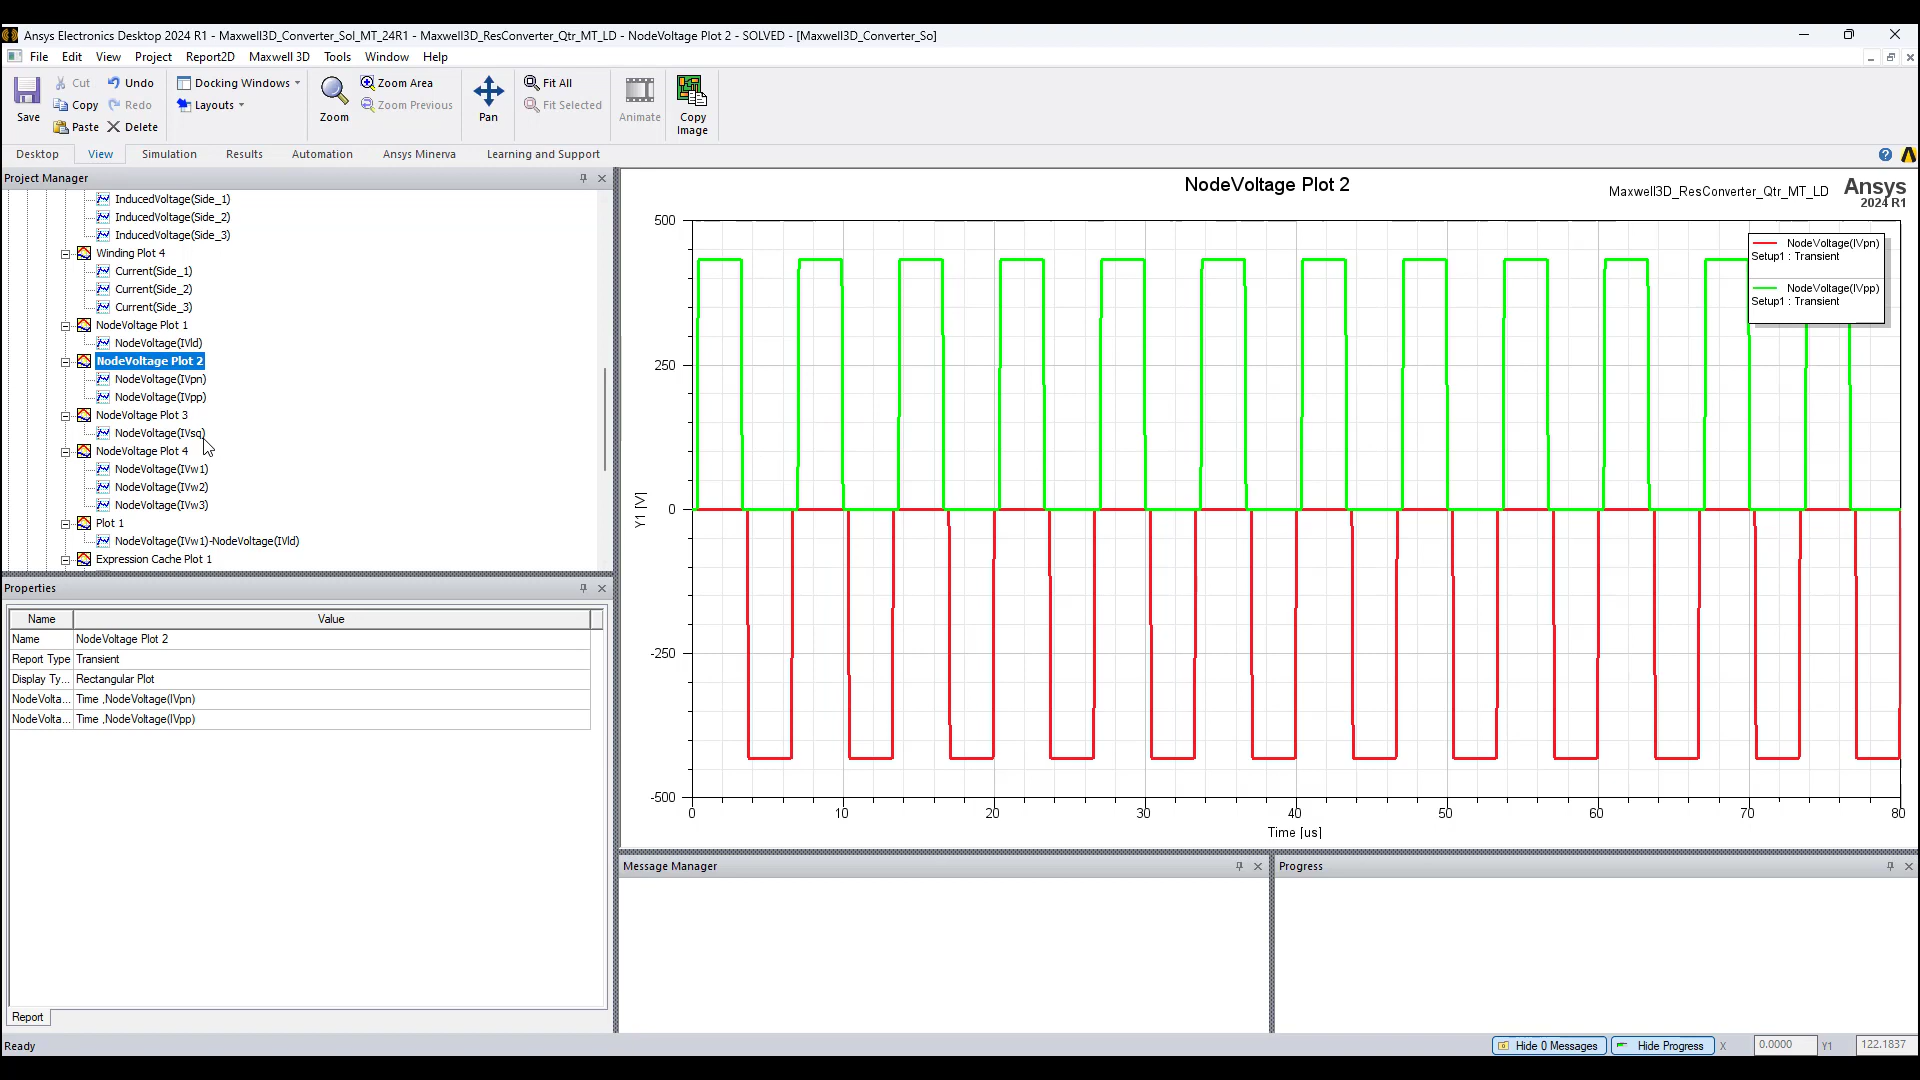 Ansys Electronics Desktop 2024 R1 - Maxwell3D_Converter_Sol_MT_24R1 - Maxwell3D_ResConverter_Qtr_MT_LD - NodeVoltage Plot 2 - SOLVED - [Maxwell3D_Converter_So]
File Edit View Project Report2D Maxwell 3D Tools Window Help
Save
Cut Undo
Copy Redo
Paste Delete
Docking Windows
Layouts
Zoom
Zoom Area
Zoom Previous
Pan
Fit All
Fit Selected
Animate
Copy
Image
Desktop View Simulation Results Automation Ansys Minerva Learning and Support
Project Manager
InducedVoltage(Side_1)
InducedVoltage(Side_2)
InducedVoltage(Side_3)
Winding Plot 4
Current(Side_1)
Current(Side_2)
Current(Side_3)
NodeVoltage Plot 1
NodeVoltage(IVld)
NodeVoltage Plot 2
NodeVoltage(IVpn)
NodeVoltage(IVpp)
NodeVoltage Plot 3
NodeVoltage(IVsq)
NodeVoltage Plot 4
NodeVoltage(IVw1)
NodeVoltage(IVw2)
NodeVoltage(IVw3)
Plot 1
NodeVoltage(IVw1)-NodeVoltage(IVld)
Expression Cache Plot 1
Properties
Name Value
Name NodeVoltage Plot 2
Report Type Transient
Display Ty... Rectangular Plot
NodeVolta... Time ,NodeVoltage(IVpn)
NodeVolta... Time ,NodeVoltage(IVpp)
Report
NodeVoltage Plot 2
Maxwell3D_ResConverter_Qtr_MT_LD
Ansys
2024 R1
NodeVoltage(IVpn)
Setup1 : Transient
NodeVoltage(IVpp)
Setup1 : Transient
500
250
0
-250
-500
Y1 [V]
0 10 20 30 40 50 60 70 80
Time [us]
Message Manager
Progress
Ready
Hide 0 Messages Hide Progress X 0.0000 Y1 122.1837